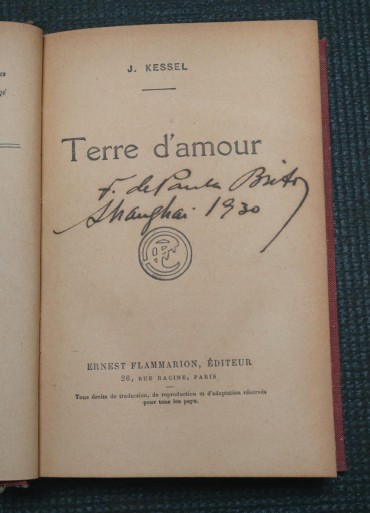 J. KESSEL
Terre d'amour
F. de Paula Brito
Shanghai 1930
ERNEST FLAMMARION, ÉDITEUR
26, RUE RACINE, PARIS
Tous droits de traduction, de reproduction et d'adaptation réservés
pour tous les pays.